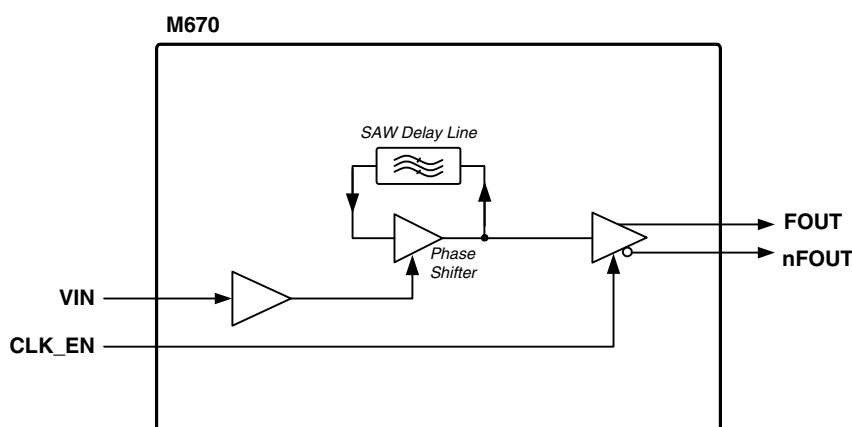 M670
SAW Delay Line
Phase
Shifter
FOUT
nFOUT
VIN
CLK_EN